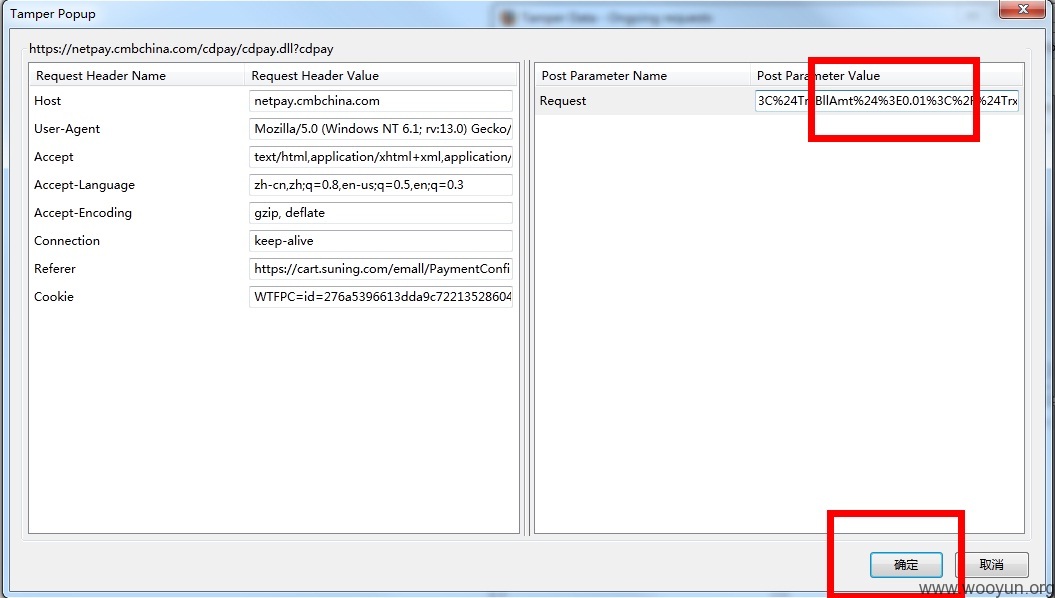 Tamper Popup
Tamper Data - Ongoing requests
https://netpay.cmbchina.com/cdpay/cdpay.dll?cdpay
Request Header Name Request Header Value
Host netpay.cmbchina.com
User-Agent Mozilla/5.0 (Windows NT 6.1; rv:13.0) Gecko/
Accept text/html,application/xhtml+xml,application/
Accept-Language zh-cn,zh;q=0.8,en-us;q=0.5,en;q=0.3
Accept-Encoding gzip, deflate
Connection keep-alive
Referer https://cart.suning.com/emall/PaymentConfi
Cookie WTFPC=id=276a5396613dda9c72213528604
Post Parameter Name Post Parameter Value
Request 3C%24TrxBllAmt%24%3E0.01%3C%2F%24Trx
确定 取消
www.wooyun.org